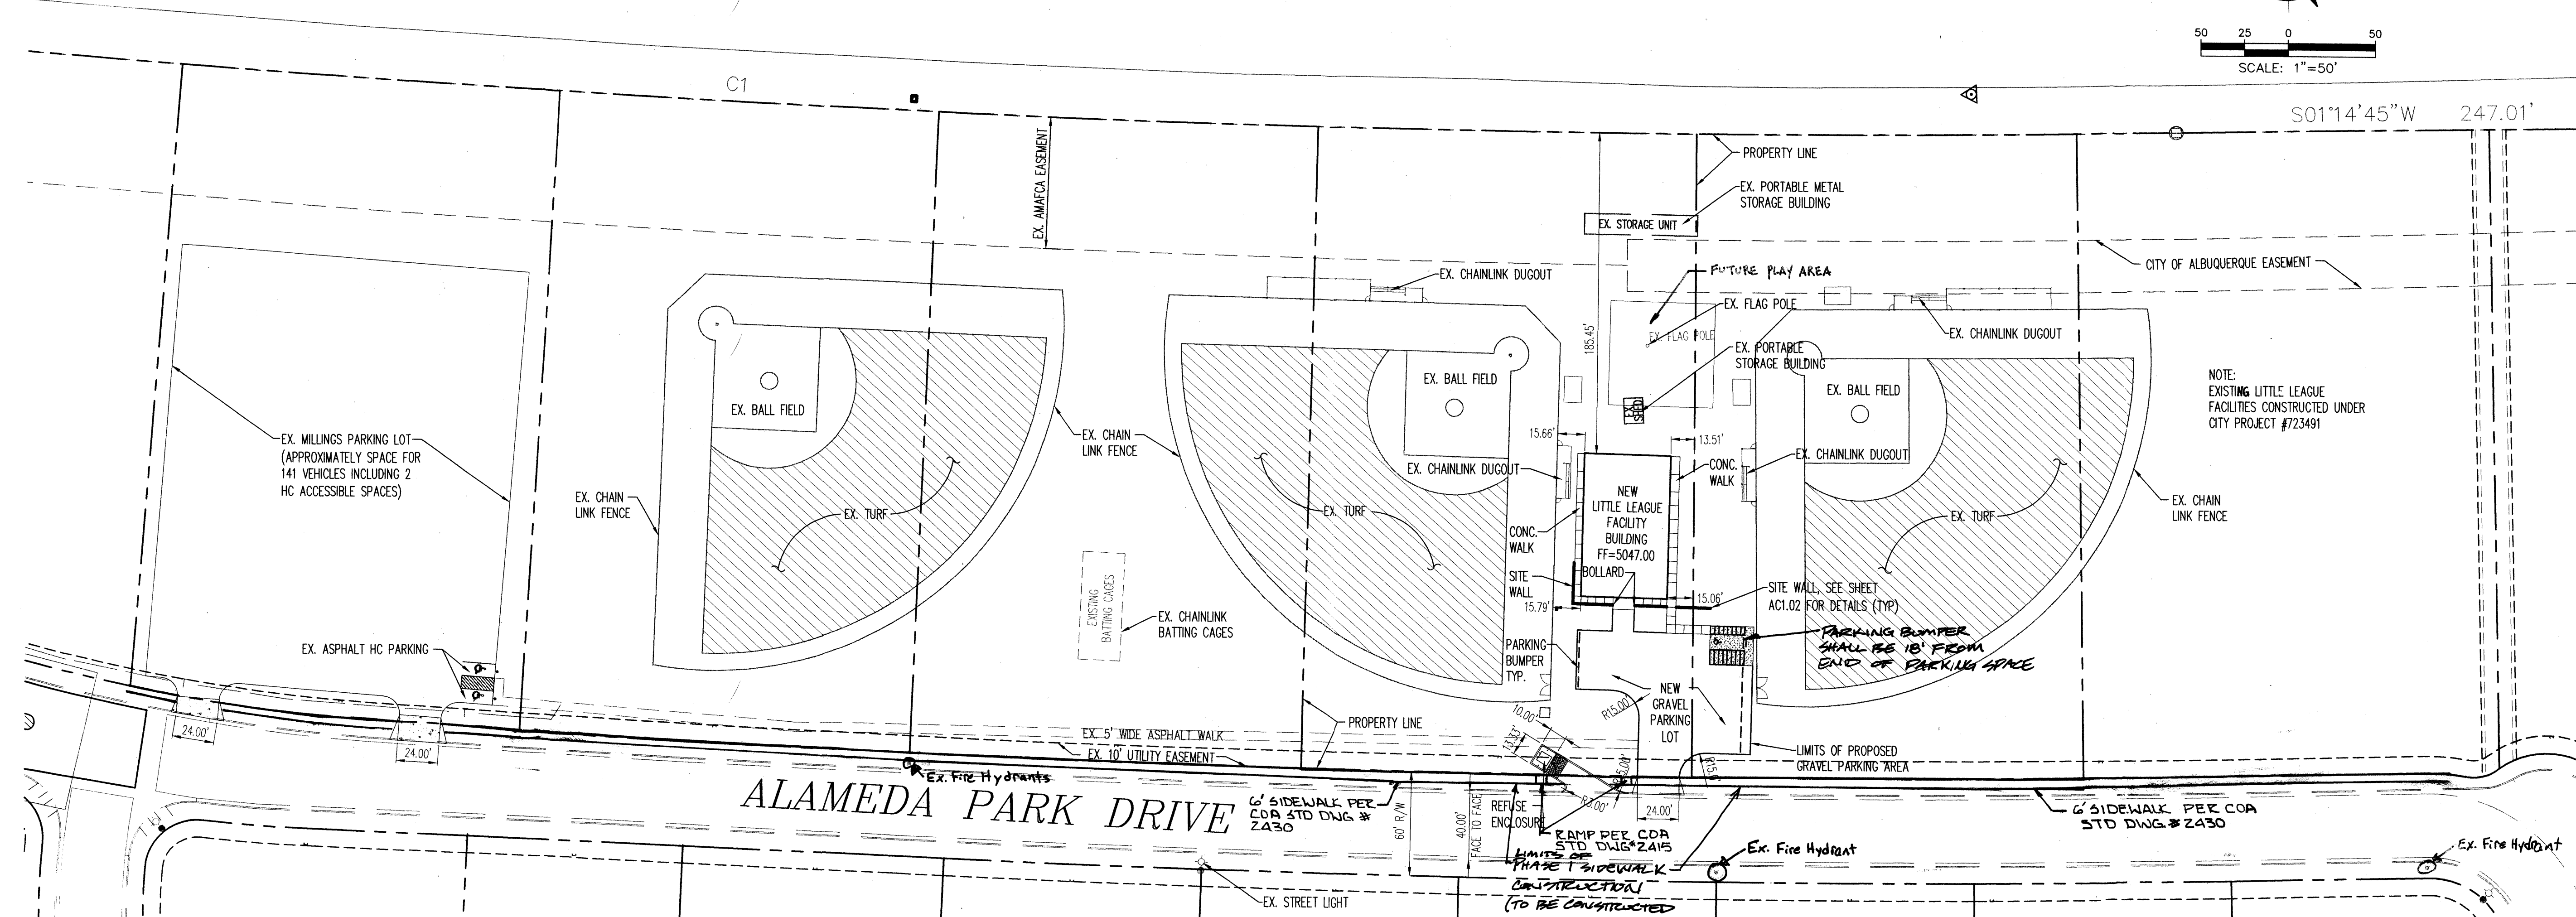 50 25 0 50
SCALE: 1"=50'
C1
S01°14'45"W 247.01'
EX. AMAFCA EASEMENT
PROPERTY LINE
EX. PORTABLE METAL
STORAGE BUILDING
EX. STORAGE UNIT
CITY OF ALBUQUERQUE EASEMENT
EX. CHAINLINK DUGOUT
FUTURE PLAY AREA
EX. FLAG POLE
EX. FLAG POLE
185.45'
EX. PORTABLE
STORAGE BUILDING
EX.
SHED
EX. CHAINLINK DUGOUT
NOTE:
EXISTING LITTLE LEAGUE
FACILITIES CONSTRUCTED UNDER
CITY PROJECT #723491
EX. BALL FIELD
EX. BALL FIELD
EX. BALL FIELD
EX. MILLINGS PARKING LOT
(APPROXIMATELY SPACE FOR
141 VEHICLES INCLUDING 2
HC ACCESSIBLE SPACES)
EX. CHAIN
LINK FENCE
15.66'
13.51'
EX. CHAINLINK DUGOUT
CONC.
WALK
EX. CHAINLINK DUGOUT
EX. CHAIN
LINK FENCE
EX. TURF
EX. TURF
EX. TURF
EX. CHAIN
LINK FENCE
NEW
LITTLE LEAGUE
FACILITY
BUILDING
FF=5047.00
CONC.
WALK
BOLLARD
SITE
WALL
15.79'
15.06'
SITE WALL, SEE SHEET
AC1.02 FOR DETAILS (TYP)
EXISTING
BATTING CAGES
EX. CHAINLINK
BATTING CAGES
EX. ASPHALT HC PARKING
PARKING
BUMPER
TYP.
PARKING BUMPER
SHALL BE 18' FROM
END OF PARKING SPACE
NEW
GRAVEL
PARKING
LOT
R15.00'
10.00'
13.33'
24.00'
24.00'
EX. 5' WIDE ASPHALT WALK
EX. 10' UTILITY EASEMENT
PROPERTY LINE
LIMITS OF PROPOSED
GRAVEL PARKING AREA
Ex. Fire Hydrants
ALAMEDA PARK DRIVE
6' SIDEWALK PER
COA STD DWG #
2430
60' R/W
40.00'
FACE TO FACE
REFUSE
ENCLOSURE
R3.00'
24.00'
RAMP PER COA
STD DWG#2415
LIMITS OF
PHASE 1 SIDEWALK
CONSTRUCTION
(TO BE CONSTRUCTED
6' SIDEWALK PER COA
STD DWG.#2430
Ex. Fire Hydrant
Ex. Fire Hydrant
EX. STREET LIGHT